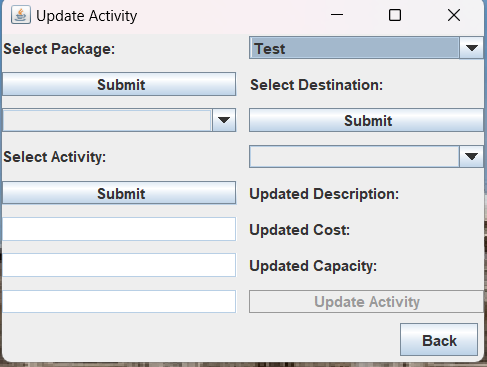 Update Activity
Select Package:
Test
Submit
Select Destination:
Submit
Select Activity:
Submit
Updated Description:
Updated Cost:
Updated Capacity:
Update Activity
Back